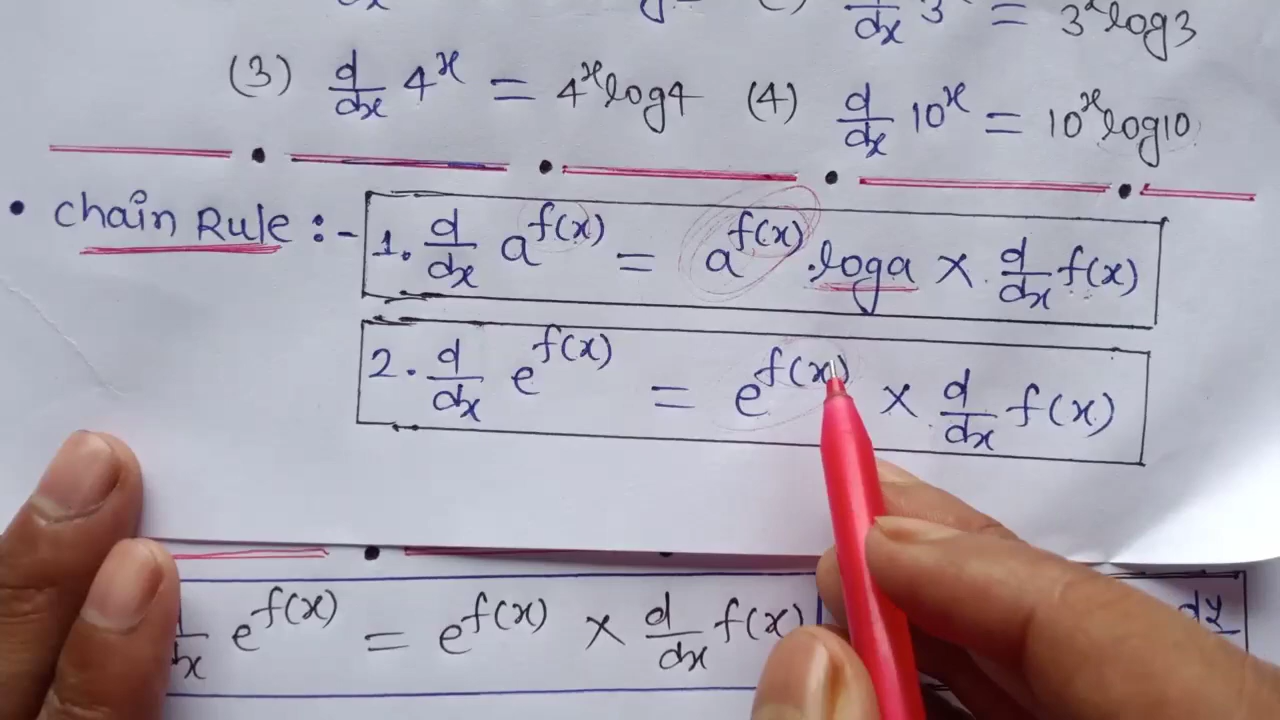 d/dx 3^x = 3^x log3
(3) d/dx 4^x = 4^x log4 (4) d/dx 10^x = 10^x log10
• Chain Rule :- 1. d/dx a^f(x) = a^f(x) . loga × d/dx f(x)
2. d/dx e^f(x) = e^f(x) × d/dx f(x)
e^f(x) = e^f(x) × d/dx f(x)